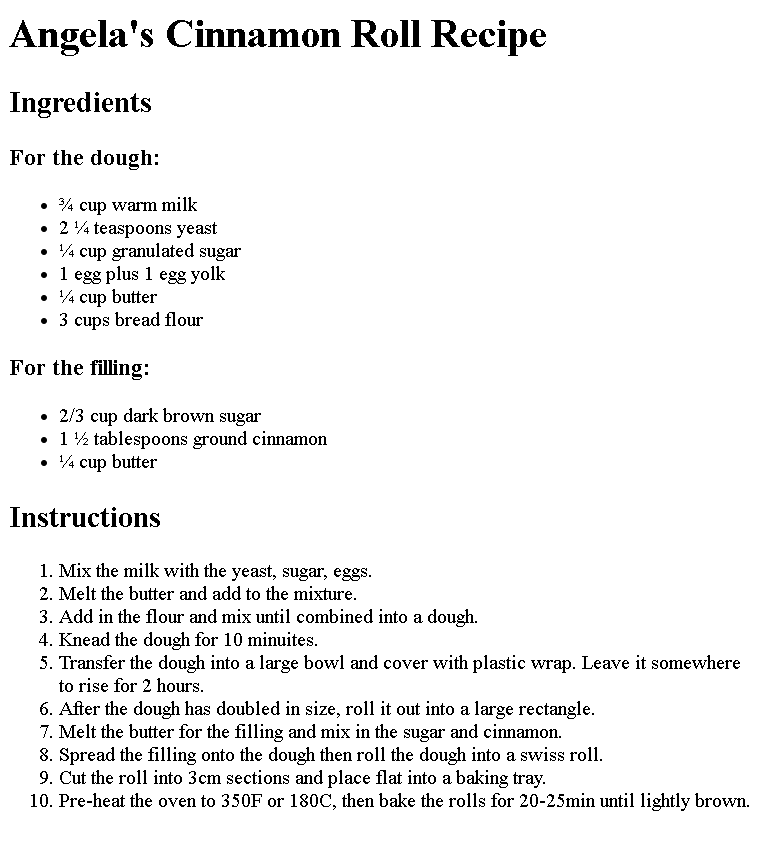 Angela's Cinnamon Roll Recipe
Ingredients
For the dough:
• ¾ cup warm milk
• 2 ¼ teaspoons yeast
• ¼ cup granulated sugar
• 1 egg plus 1 egg yolk
• ¼ cup butter
• 3 cups bread flour
For the filling:
• 2/3 cup dark brown sugar
• 1 ½ tablespoons ground cinnamon
• ¼ cup butter
Instructions
1. Mix the milk with the yeast, sugar, eggs.
2. Melt the butter and add to the mixture.
3. Add in the flour and mix until combined into a dough.
4. Knead the dough for 10 minuites.
5. Transfer the dough into a large bowl and cover with plastic wrap. Leave it somewhere
to rise for 2 hours.
6. After the dough has doubled in size, roll it out into a large rectangle.
7. Melt the butter for the filling and mix in the sugar and cinnamon.
8. Spread the filling onto the dough then roll the dough into a swiss roll.
9. Cut the roll into 3cm sections and place flat into a baking tray.
10. Pre-heat the oven to 350F or 180C, then bake the rolls for 20-25min until lightly brown.